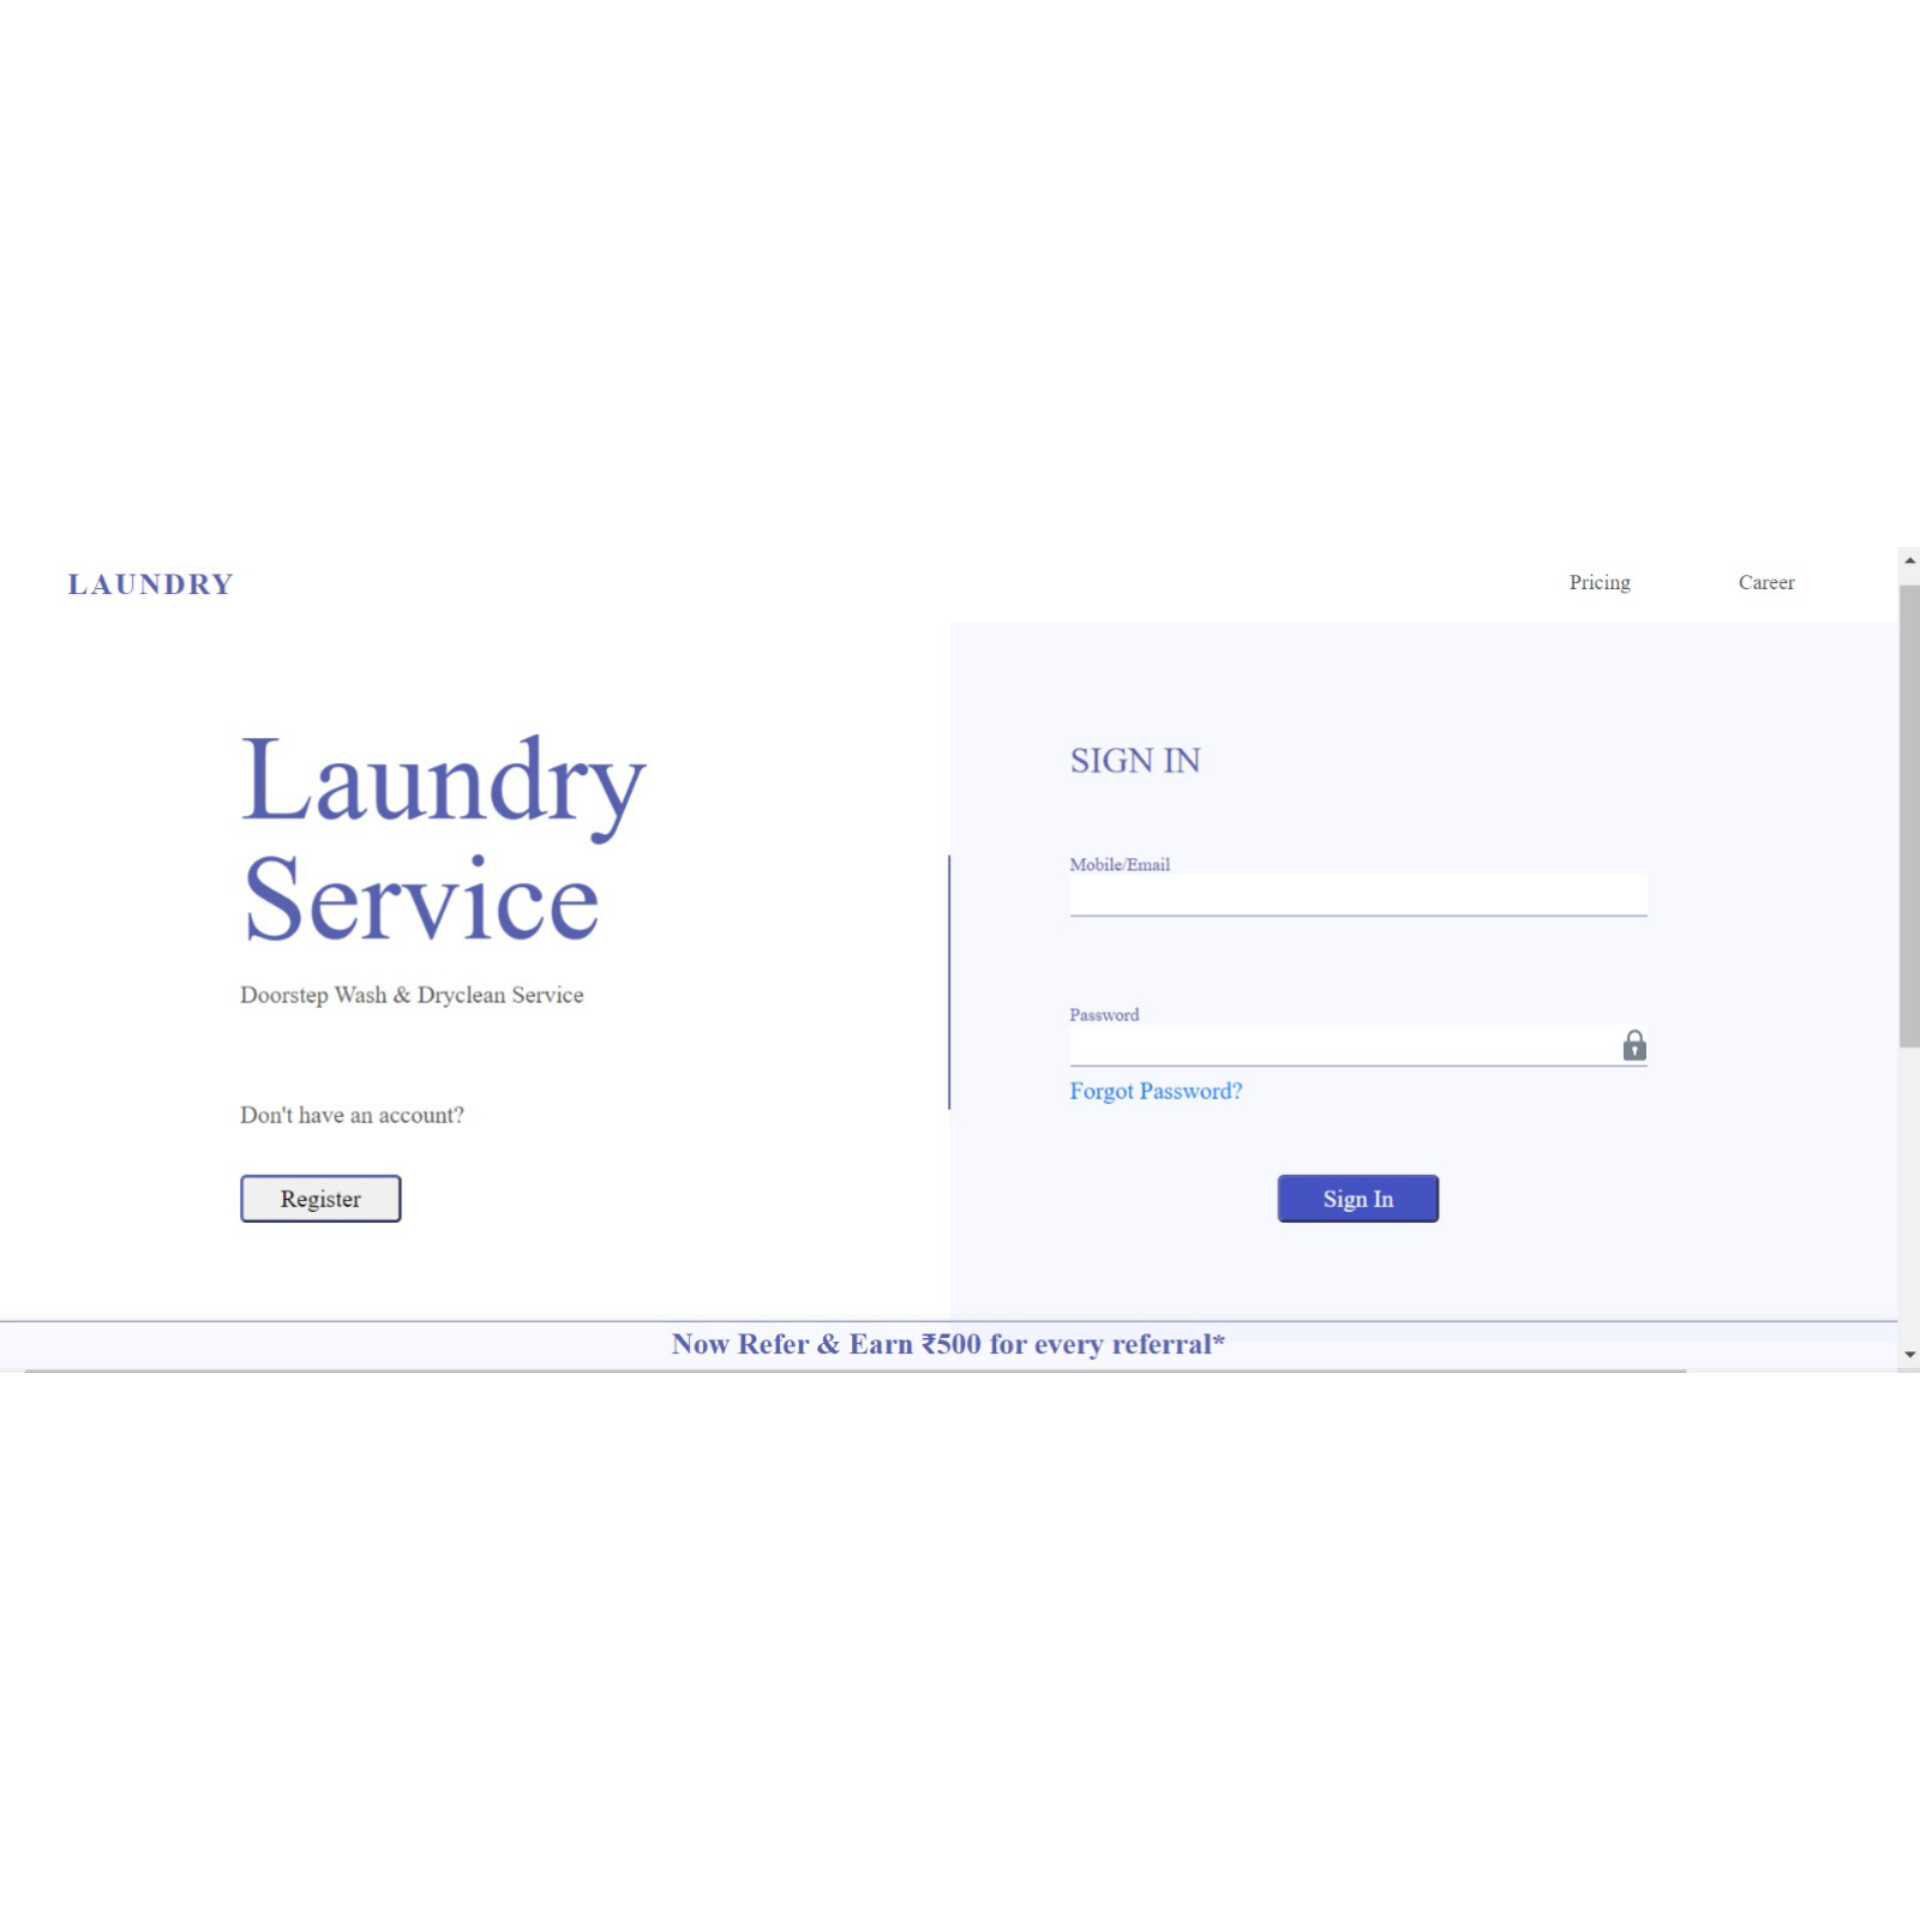 LAUNDRY
Pricing
Career
Laundry
Service
Doorstep Wash & Dryclean Service
Don't have an account?
Register
SIGN IN
Mobile/Email
Password
Forgot Password?
Sign In
Now Refer & Earn ₹500 for every referral*